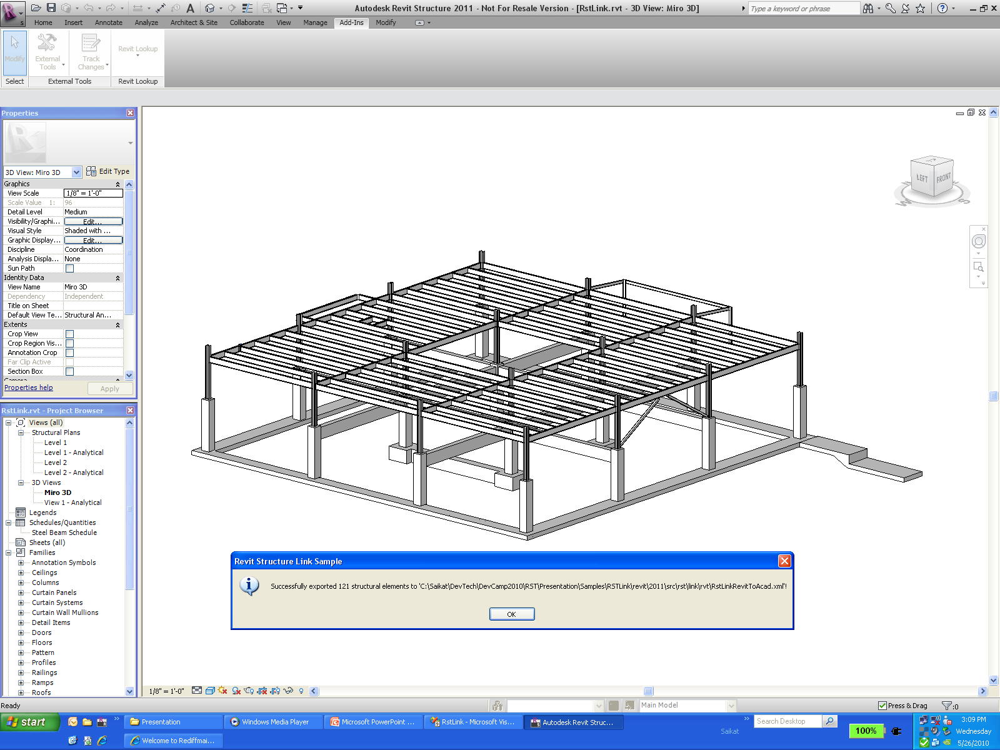 Autodesk Revit Structure 2011 - Not For Resale Version - [RstLink.rvt - 3D View: Miro 3D]
Type a keyword or phrase
Home Insert Annotate Analyze Architect & Site Collaborate View Manage Add-Ins Modify
Modify
External Tools
Track Changes
Revit Lookup
Select
External Tools
Revit Lookup
Properties
3D View: Miro 3D
Edit Type
Graphics
View Scale 1/8" = 1'-0"
Scale Value 1: 96
Detail Level Medium
Visibility/Graphi... Edit...
Visual Style Shaded with ...
Graphic Display... Edit...
Discipline Coordination
Analysis Displa... None
Sun Path
Identity Data
View Name Miro 3D
Dependency Independent
Title on Sheet
Default View Te... Structural An...
Extents
Crop View
Crop Region Vis...
Annotation Crop
Far Clip Active
Section Box
Camera
Properties help
Apply
RstLink.rvt - Project Browser
Views (all)
Structural Plans
Level 1
Level 1 - Analytical
Level 2
Level 2 - Analytical
3D Views
Miro 3D
View 1 - Analytical
Legends
Schedules/Quantities
Steel Beam Schedule
Sheets (all)
Families
Annotation Symbols
Ceilings
Columns
Curtain Panels
Curtain Systems
Curtain Wall Mullions
Detail Items
Doors
Floors
Pattern
Profiles
Railings
Ramps
Roofs
LEFT FRONT
W S
Revit Structure Link Sample
Successfully exported 121 structural elements to 'C:\Saikat\DevTech\DevCamp2010\RST\Presentation\Samples\RSTLink\revit\2011\src\rst\link\rvt\RstLinkRevitToAcad.xml'!
OK
1/8" = 1'-0"
Ready
Main Model
Press & Drag
:0
start
Presentation
Windows Media Player
Microsoft PowerPoint ...
RstLink - Microsoft Vis...
Autodesk Revit Struc...
Welcome to Rediffmai...
Saikat
Search Desktop
100%
3:09 PM
Wednesday
5/26/2010